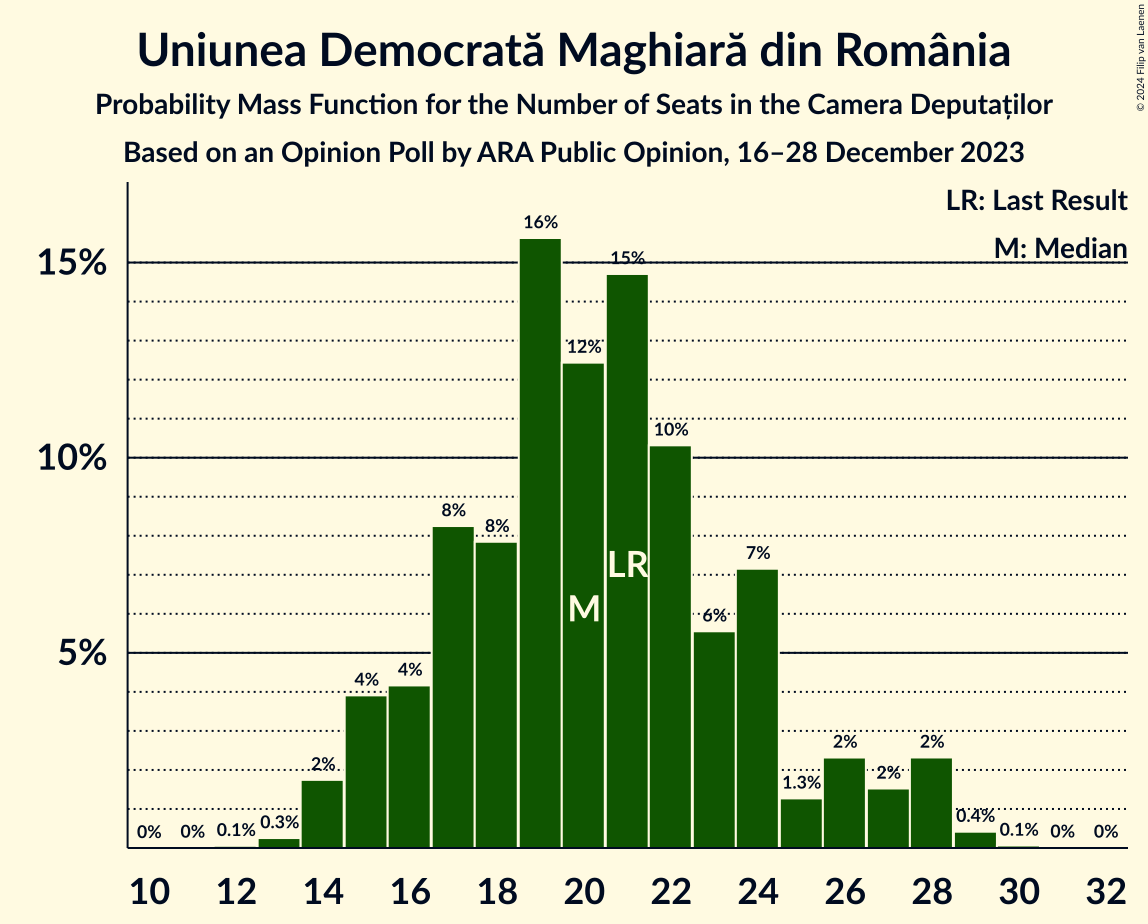 Uniunea Democrată Maghiară din România
Probability Mass Function for the Number of Seats in the Camera Deputaților
Based on an Opinion Poll by ARA Public Opinion, 16–28 December 2023
© 2024 Filip van Laenen
LR: Last Result
M: Median
15%
10%
5%
0%
0%
0.1%
0.3%
2%
4%
4%
8%
8%
16%
12%
15%
10%
6%
7%
1.3%
2%
2%
2%
0.4%
0.1%
0%
0%
M
LR
10 12 14 16 18 20 22 24 26 28 30 32